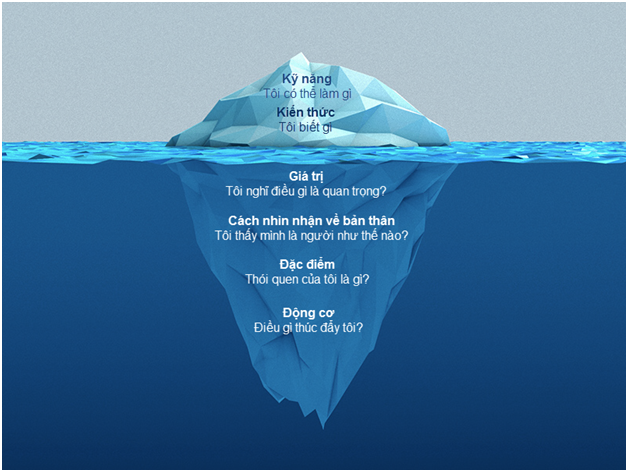 Kỹ năng
Tôi có thể làm gì
Kiến thức
Tôi biết gì
Giá trị
Tôi nghĩ điều gì là quan trọng?
Cách nhìn nhận về bản thân
Tôi thấy mình là người như thế nào?
Đặc điểm
Thói quen của tôi là gì?
Động cơ
Điều gì thúc đẩy tôi?